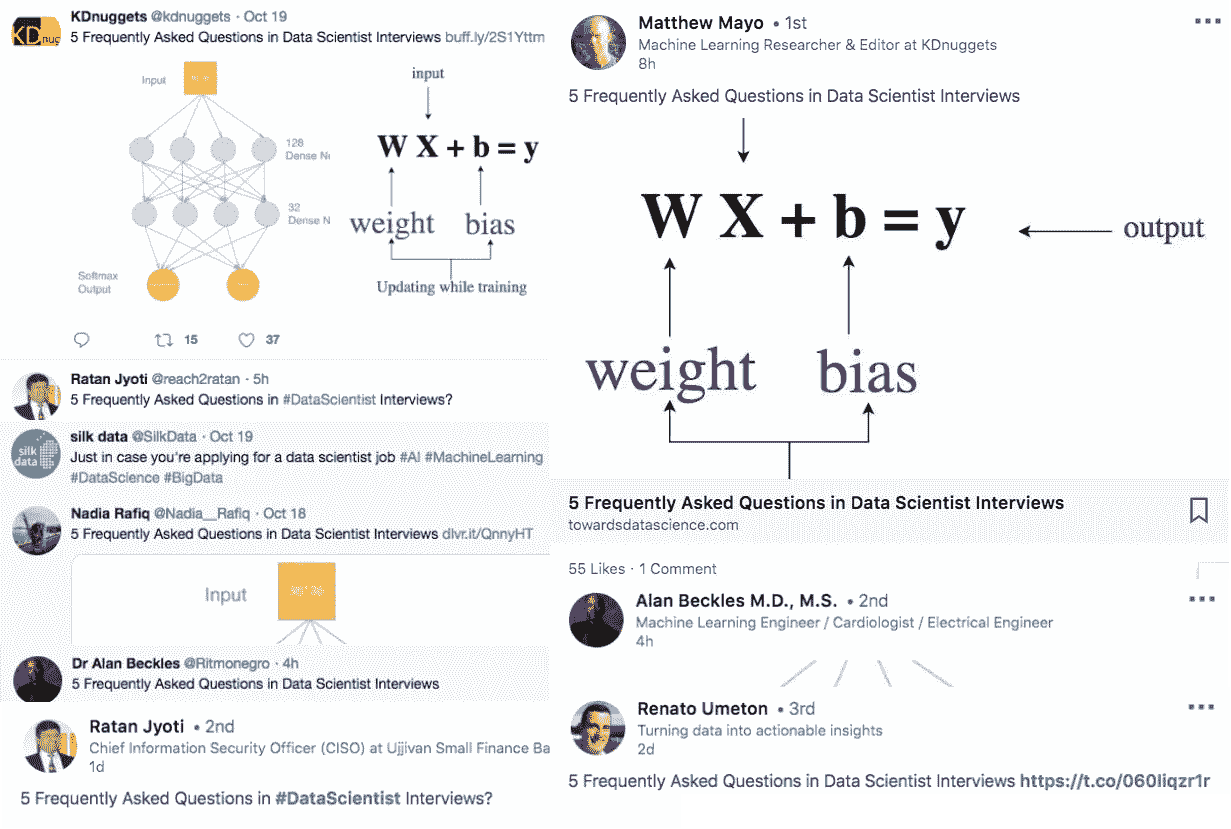 KDnuggets @kdnuggets · Oct 19
5 Frequently Asked Questions in Data Scientist Interviews buff.ly/2S1Yttm
Input
128
Dense
32
Dense N
Softmax
Output
input
W X + b = y
weight bias
Updating while training
15 37
Ratan Jyoti @reach2ratan · 5h
5 Frequently Asked Questions in #DataScientist Interviews?
silk data @SilkData · Oct 19
silk
data
Just in case you're applying for a data scientist job #AI #MachineLearning
#DataScience #BigData
Nadia Rafiq @Nadia__Rafiq · Oct 18
5 Frequently Asked Questions in Data Scientist Interviews dlvr.it/QnnyHT
Input
Dr Alan Beckles @Ritmonegro · 4h
5 Frequently Asked Questions in Data Scientist Interviews
Ratan Jyoti • 2nd
Chief Information Security Officer (CISO) at Ujjivan Small Finance Ba
1d
5 Frequently Asked Questions in #DataScientist Interviews?
Matthew Mayo • 1st
Machine Learning Researcher & Editor at KDnuggets
8h
5 Frequently Asked Questions in Data Scientist Interviews
W X + b = y
output
weight bias
5 Frequently Asked Questions in Data Scientist Interviews
towardsdatascience.com
55 Likes · 1 Comment
Alan Beckles M.D., M.S. • 2nd
Machine Learning Engineer / Cardiologist / Electrical Engineer
4h
Renato Umeton • 3rd
Turning data into actionable insights
2d
5 Frequently Asked Questions in Data Scientist Interviews